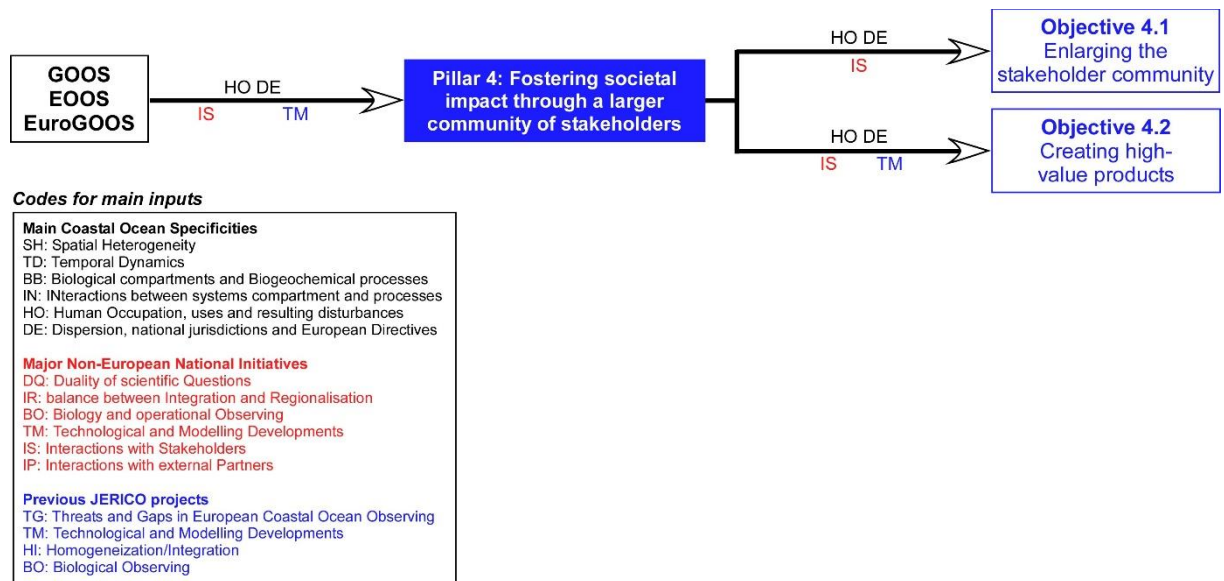 GOOS
EOOS
EuroGOOS
HO DE
IS TM
Pillar 4: Fostering societal
impact through a larger
community of stakeholders
HO DE
IS
Objective 4.1
Enlarging the
stakeholder community
HO DE
IS TM
Objective 4.2
Creating high-
value products
Codes for main inputs
Main Coastal Ocean Specificities
SH: Spatial Heterogeneity
TD: Temporal Dynamics
BB: Biological compartments and Biogeochemical processes
IN: INteractions between systems compartment and processes
HO: Human Occupation, uses and resulting disturbances
DE: Dispersion, national jurisdictions and European Directives
Major Non-European National Initiatives
DQ: Duality of scientific Questions
IR: balance between Integration and Regionalisation
BO: Biology and operational Observing
TM: Technological and Modelling Developments
IS: Interactions with Stakeholders
IP: Interactions with external Partners
Previous JERICO projects
TG: Threats and Gaps in European Coastal Ocean Observing
TM: Technological and Modelling Developments
HI: Homogeneization/Integration
BO: Biological Observing